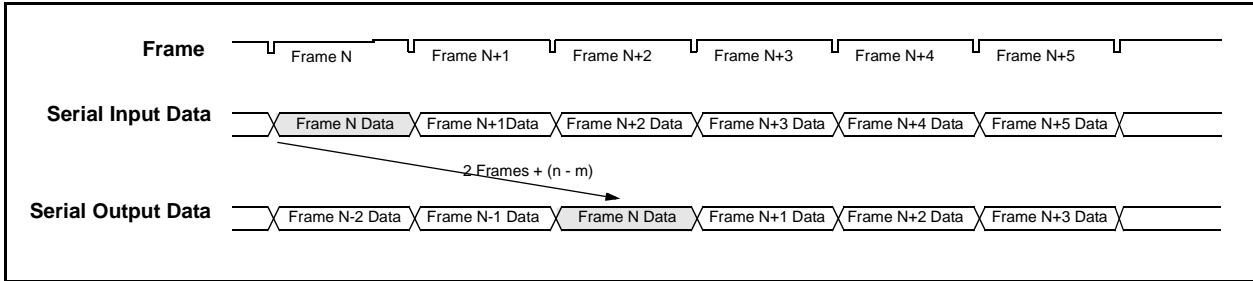 Frame
Frame N
Frame N+1
Frame N+2
Frame N+3
Frame N+4
Frame N+5
Serial Input Data
Frame N Data
Frame N+1Data
Frame N+2 Data
Frame N+3 Data
Frame N+4 Data
Frame N+5 Data
2 Frames + (n - m)
Serial Output Data
Frame N-2 Data
Frame N-1 Data
Frame N Data
Frame N+1 Data
Frame N+2 Data
Frame N+3 Data